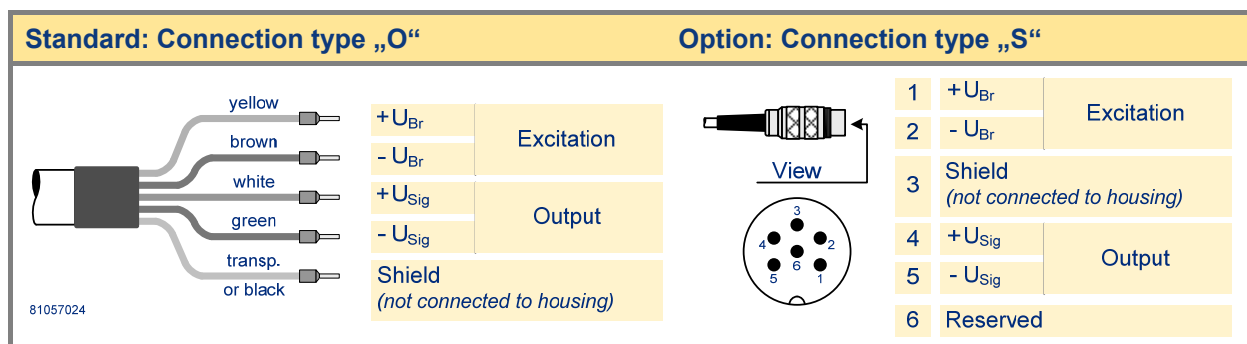 Standard: Connection type „O“
Option: Connection type „S“
yellow
brown
white
green
transp.
or black
81057024
+UBr
- UBr
Excitation
+USig
- USig
Output
Shield
(not connected to housing)
View
3
4
2
6
5
1
1 +UBr
2 - UBr
Excitation
3 Shield
(not connected to housing)
4 +USig
5 - USig
Output
6 Reserved